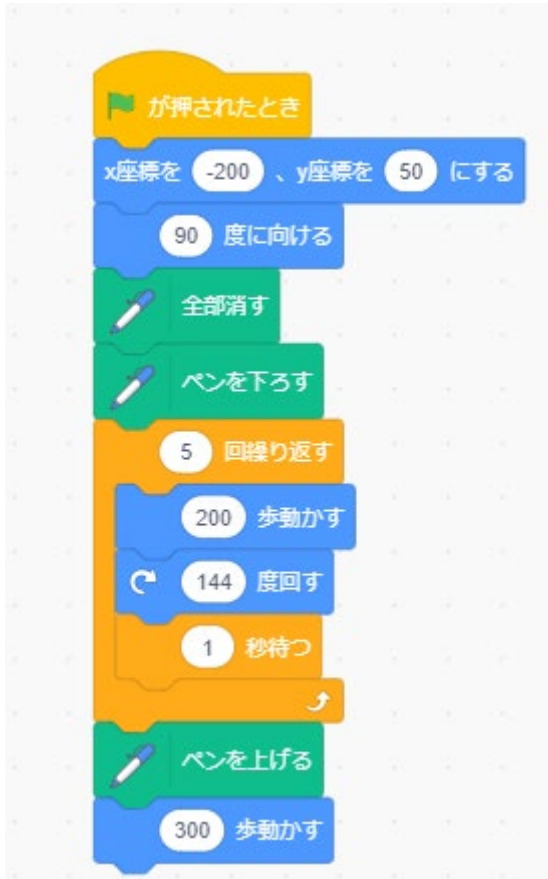 が押されたとき
x座標を -200 、y座標を 50 にする
90 度に向ける
全部消す
ペンを下ろす
5 回繰り返す
200 歩動かす
144 度回す
1 秒待つ
ペンを上げる
300 歩動かす